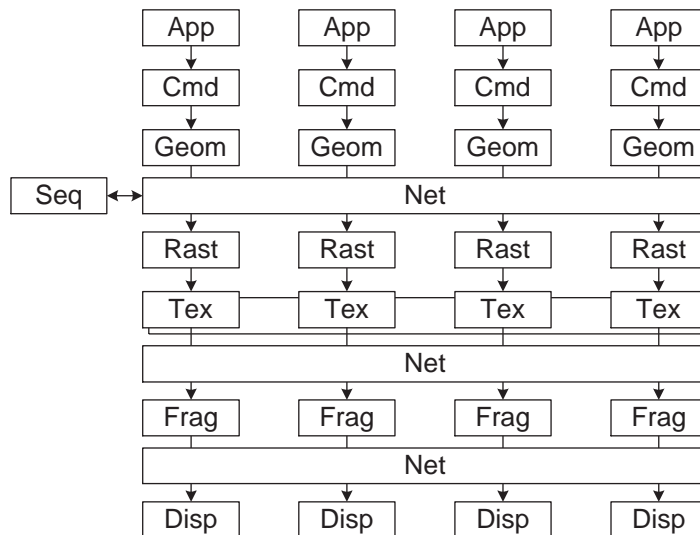 App App App App
Cmd Cmd Cmd Cmd
Geom Geom Geom Geom
Seq Net
Rast Rast Rast Rast
Tex Tex Tex Tex
Net
Frag Frag Frag Frag
Net
Disp Disp Disp Disp